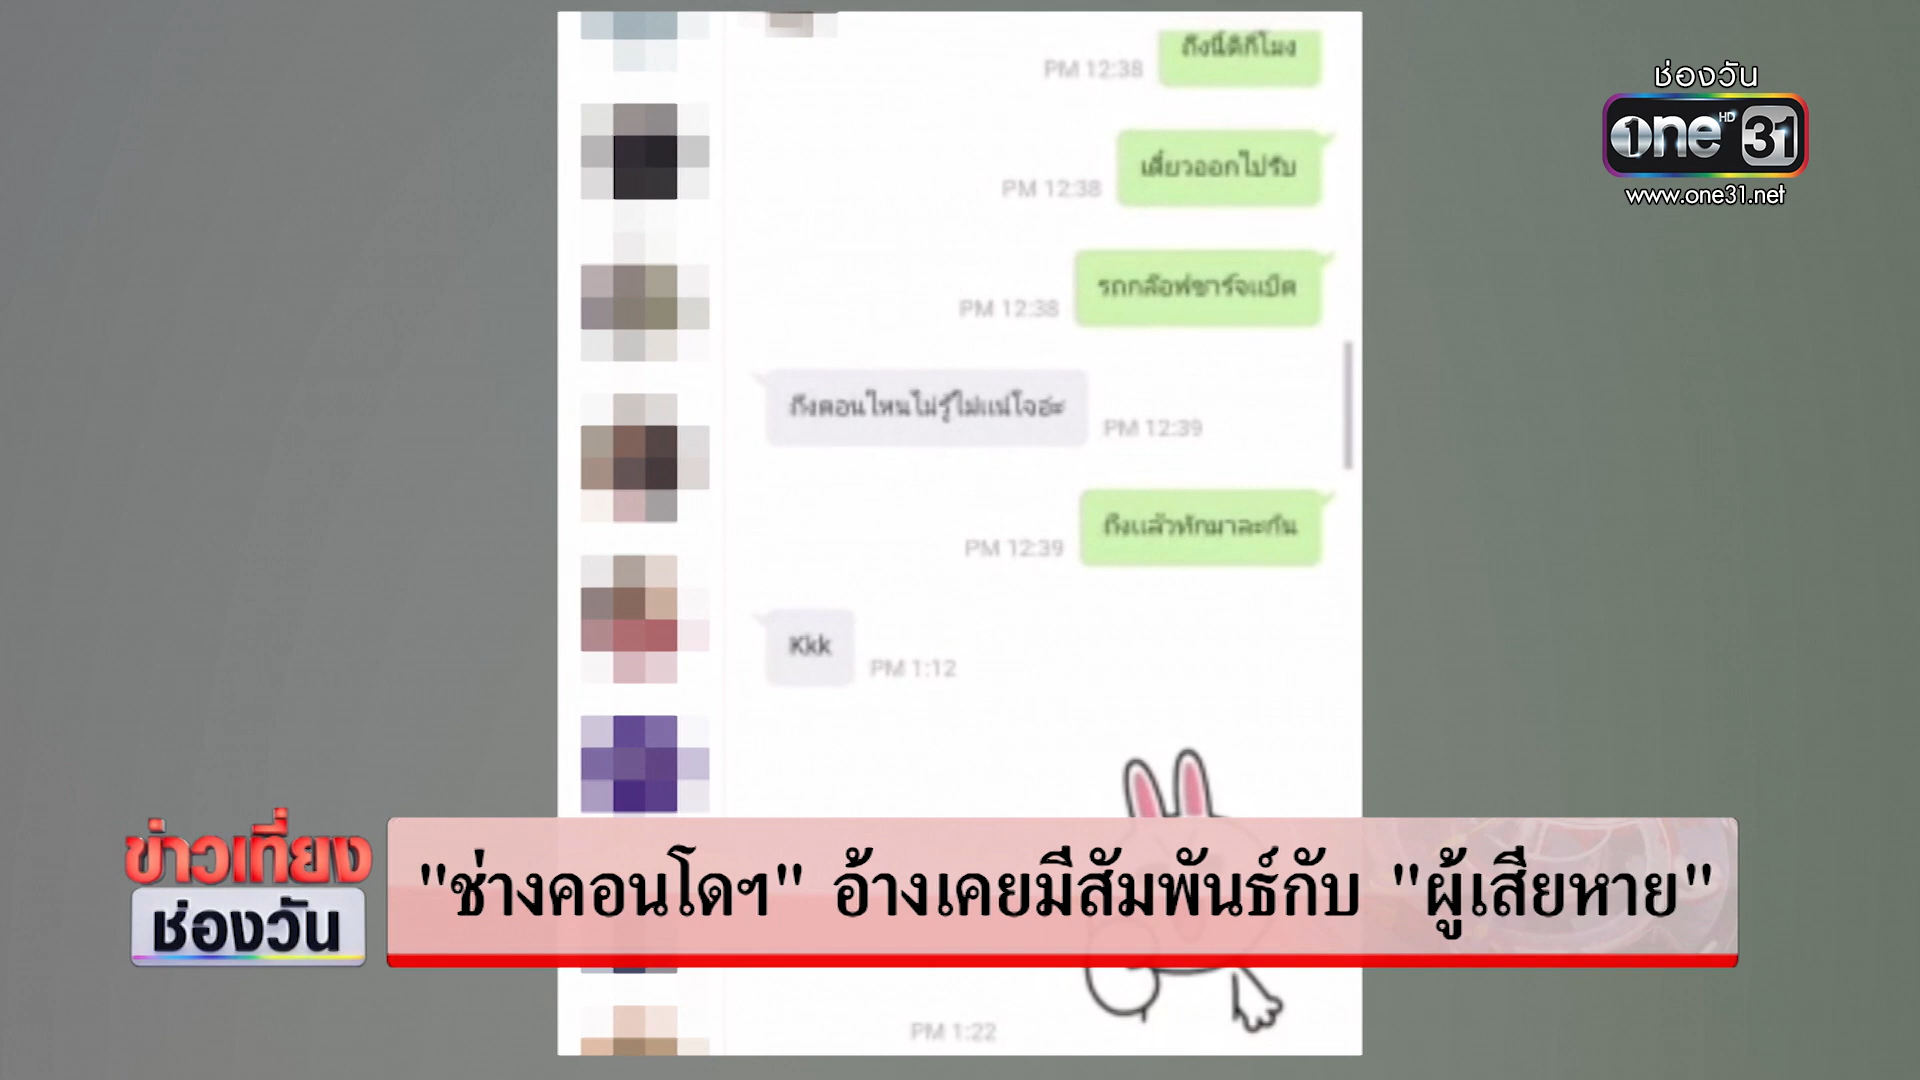 ถึงนี่ดิกี่โมง
PM 12:38
เดี๋ยวออกไปรับ
PM 12:38
รถกล๊อฟชาร์จแบ็ต
PM 12:38
ถึงตอนไหนไม่รู้ไม่แน่ใจอ่ะ
PM 12:39
ถึงแล้วทักมาละกัน
PM 12:39
Kkk
PM 1:12
PM 1:22
ช่องวัน
one HD 31
www.one31.net
ข่าวเที่ยง
ช่องวัน
"ช่างคอนโดฯ" อ้างเคยมีสัมพันธ์กับ "ผู้เสียหาย"